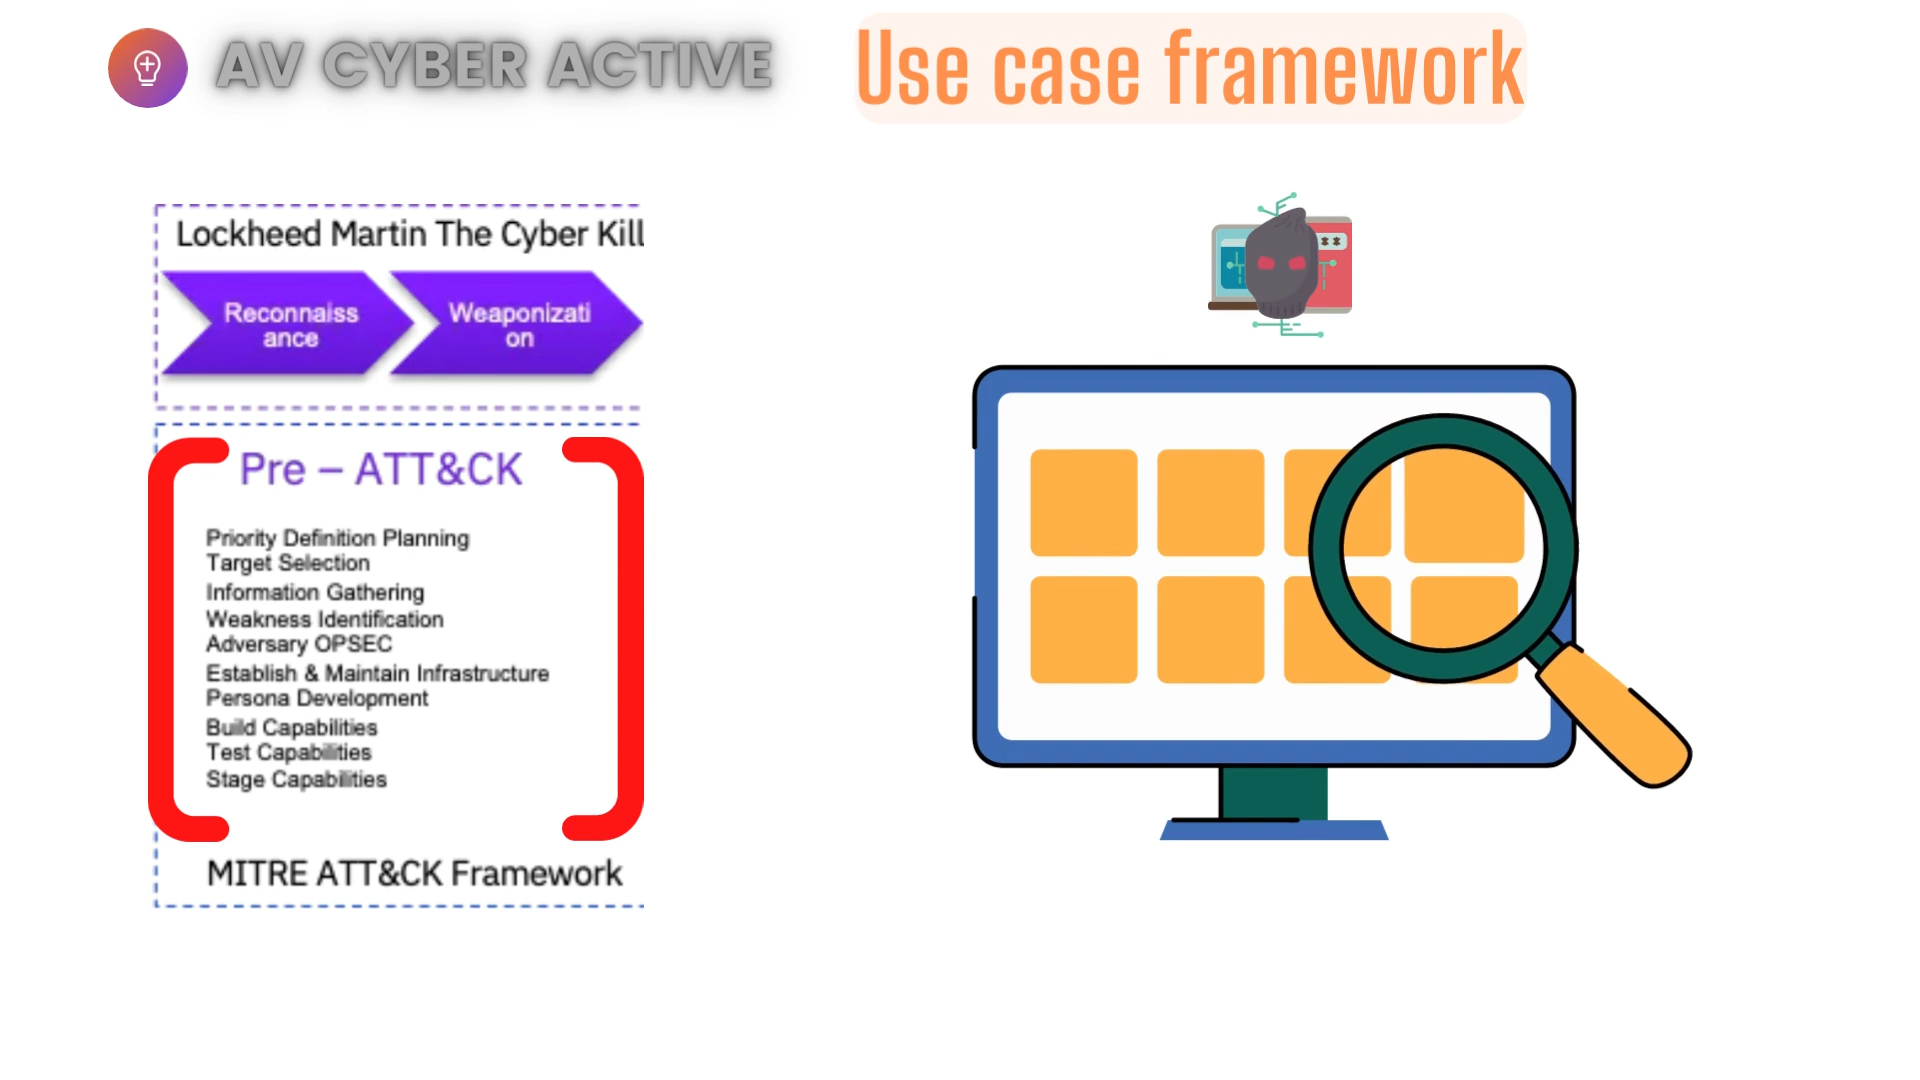 AV CYBER ACTIVE
Use case framework
Lockheed Martin The Cyber Kill
Reconnaiss
ance
Weaponizati
on
Pre – ATT&CK
Priority Definition Planning
Target Selection
Information Gathering
Weakness Identification
Adversary OPSEC
Establish & Maintain Infrastructure
Persona Development
Build Capabilities
Test Capabilities
Stage Capabilities
MITRE ATT&CK Framework